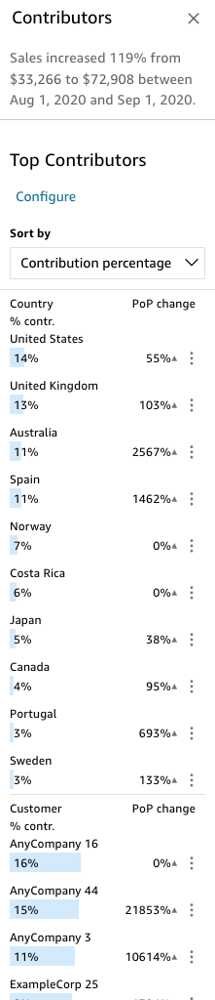 Contributors
Sales increased 119% from
$33,266 to $72,908 between
Aug 1, 2020 and Sep 1, 2020.
Top Contributors
Configure
Sort by
Contribution percentage
Country PoP change
% contr.
United States
14% 55%▲
United Kingdom
13% 103%▲
Australia
11% 2567%▲
Spain
11% 1462%▲
Norway
7% 0%▲
Costa Rica
6% 0%▲
Japan
5% 38%▲
Canada
4% 95%▲
Portugal
3% 693%▲
Sweden
3% 133%▲
Customer PoP change
% contr.
AnyCompany 16
16% 0%▲
AnyCompany 44
15% 21853%▲
AnyCompany 3
11% 10614%▲
ExampleCorp 25